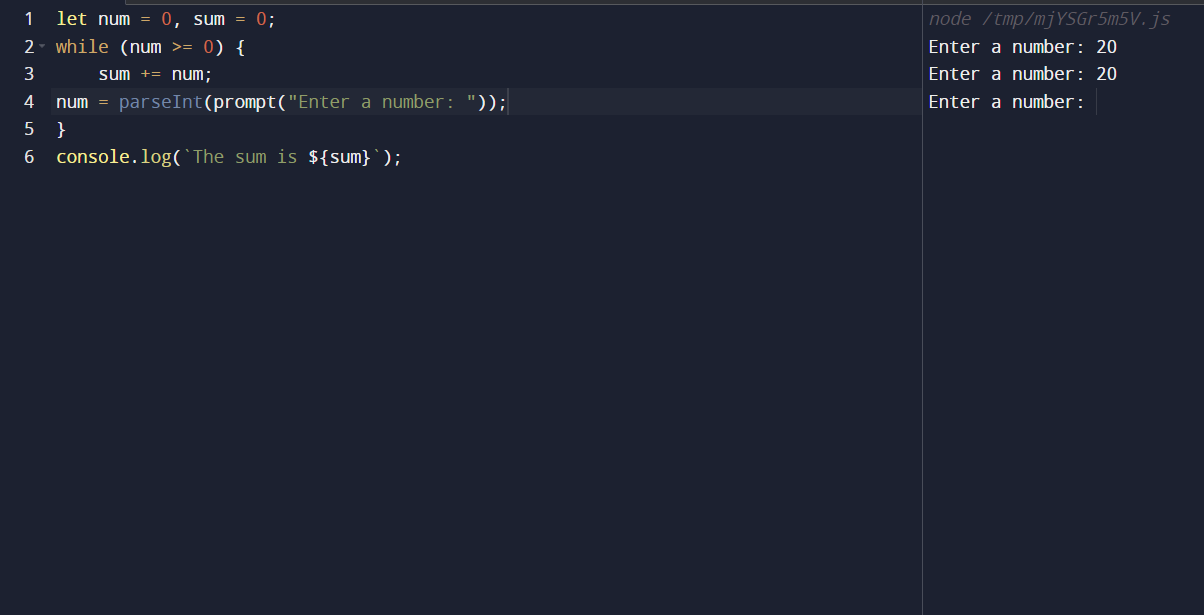 1 let num = 0, sum = 0;
2 while (num >= 0) {
3     sum += num;
4 num = parseInt(prompt("Enter a number: "));
5 }
6 console.log(`The sum is ${sum}`);
node /tmp/mjYSGr5m5V.js
Enter a number: 20
Enter a number: 20
Enter a number: